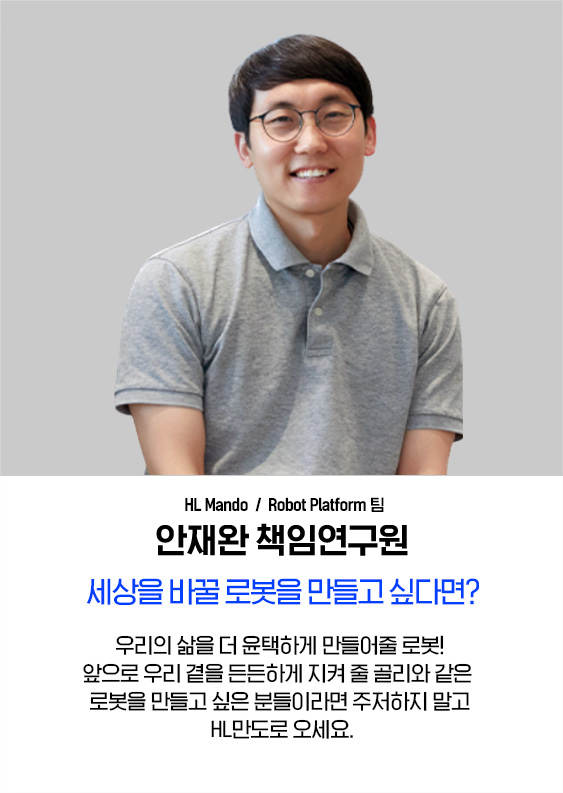 HL Mando / Robot Platform 팀
안재완 책임연구원
세상을 바꿀 로봇을 만들고 싶다면?
우리의 삶을 더 윤택하게 만들어줄 로봇!
앞으로 우리 곁을 든든하게 지켜 줄 골리와 같은
로봇을 만들고 싶은 분들이라면 주저하지 말고
HL만도로 오세요.